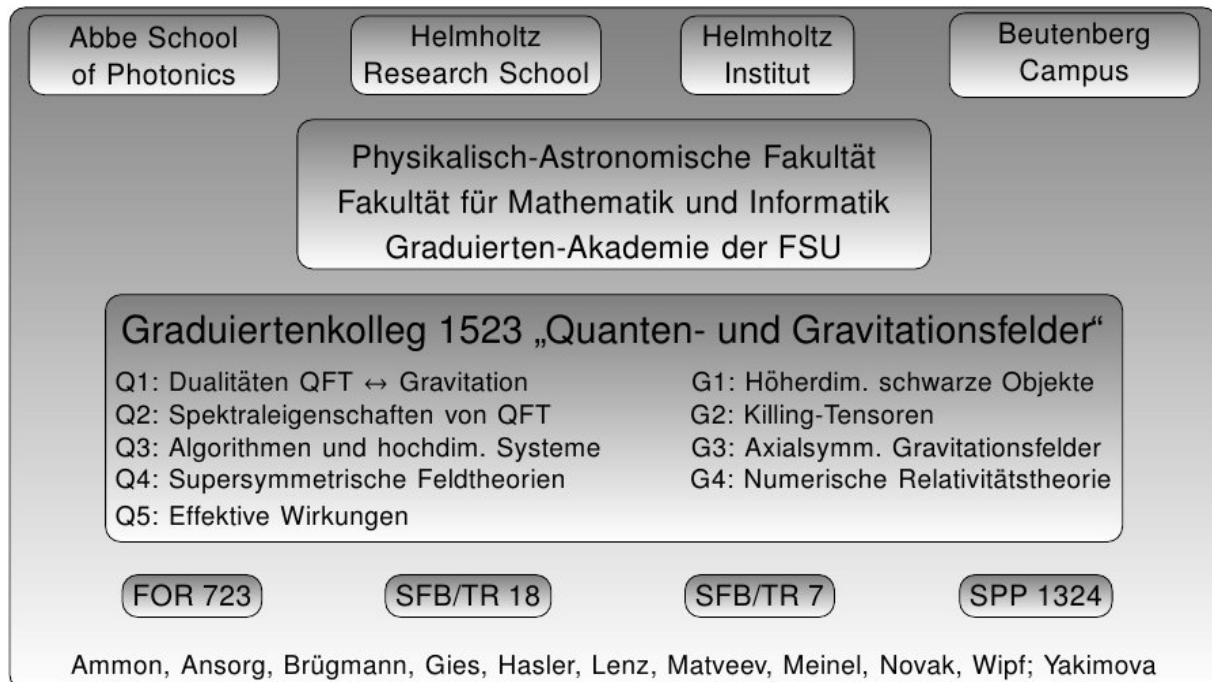 Abbe School
of Photonics
Helmholtz
Research School
Helmholtz
Institut
Beutenberg
Campus
Physikalisch-Astronomische Fakultät
Fakultät für Mathematik und Informatik
Graduierten-Akademie der FSU
Graduiertenkolleg 1523 „Quanten- und Gravitationsfelder“
Q1: Dualitäten QFT ↔ Gravitation
Q2: Spektraleigenschaften von QFT
Q3: Algorithmen und hochdim. Systeme
Q4: Supersymmetrische Feldtheorien
Q5: Effektive Wirkungen
G1: Höherdim. schwarze Objekte
G2: Killing-Tensoren
G3: Axialsymm. Gravitationsfelder
G4: Numerische Relativitätstheorie
FOR 723
SFB/TR 18
SFB/TR 7
SPP 1324
Ammon, Ansorg, Brügmann, Gies, Hasler, Lenz, Matveev, Meinel, Novak, Wipf; Yakimova